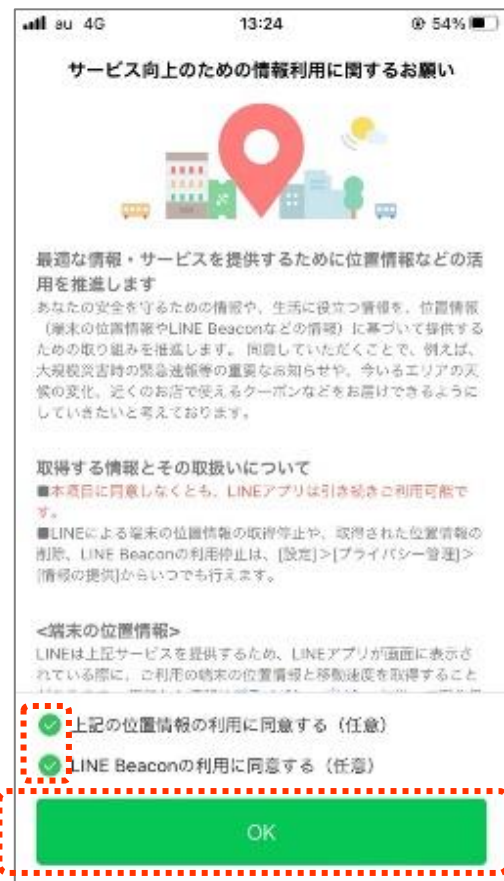 au 4G 13:24 54%
サービス向上のための情報利用に関するお願い
最適な情報・サービスを提供するために位置情報などの活
用を推進します
あなたの安全を守るための情報や、生活に役立つ情報を、位置情報
（端末の位置情報やLINE Beaconなどの情報）に基づいて提供する
ための取り組みを推進します。 同意していただくことで、例えば、
大規模災害時の緊急速報等の重要なお知らせや、今いるエリアの天
候の変化、近くのお店で使えるクーポンなどをお届けできるように
していきたいと考えております。
取得する情報とその取扱いについて
■本項目に同意しなくとも、LINEアプリは引き続きご利用可能で
す。
■LINEによる端末の位置情報の取得停止や、取得された位置情報の
削除、LINE Beaconの利用停止は、[設定]>[プライバシー管理]>
[情報の提供]からいつでも行えます。
<端末の位置情報>
LINEは上記サービスを提供するため、LINEアプリが画面に表示さ
れている際に、ご利用の端末の位置情報と移動速度を取得すること
上記の位置情報の利用に同意する（任意）
LINE Beaconの利用に同意する（任意）
OK